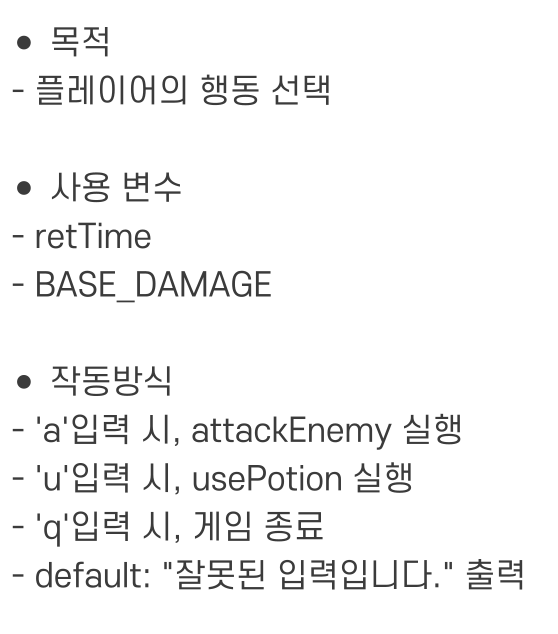 ● 목적
- 플레이어의 행동 선택
● 사용 변수
- retTime
- BASE_DAMAGE
● 작동방식
- 'a'입력 시, attackEnemy 실행
- 'u'입력 시, usePotion 실행
- 'q'입력 시, 게임 종료
- default: "잘못된 입력입니다." 출력